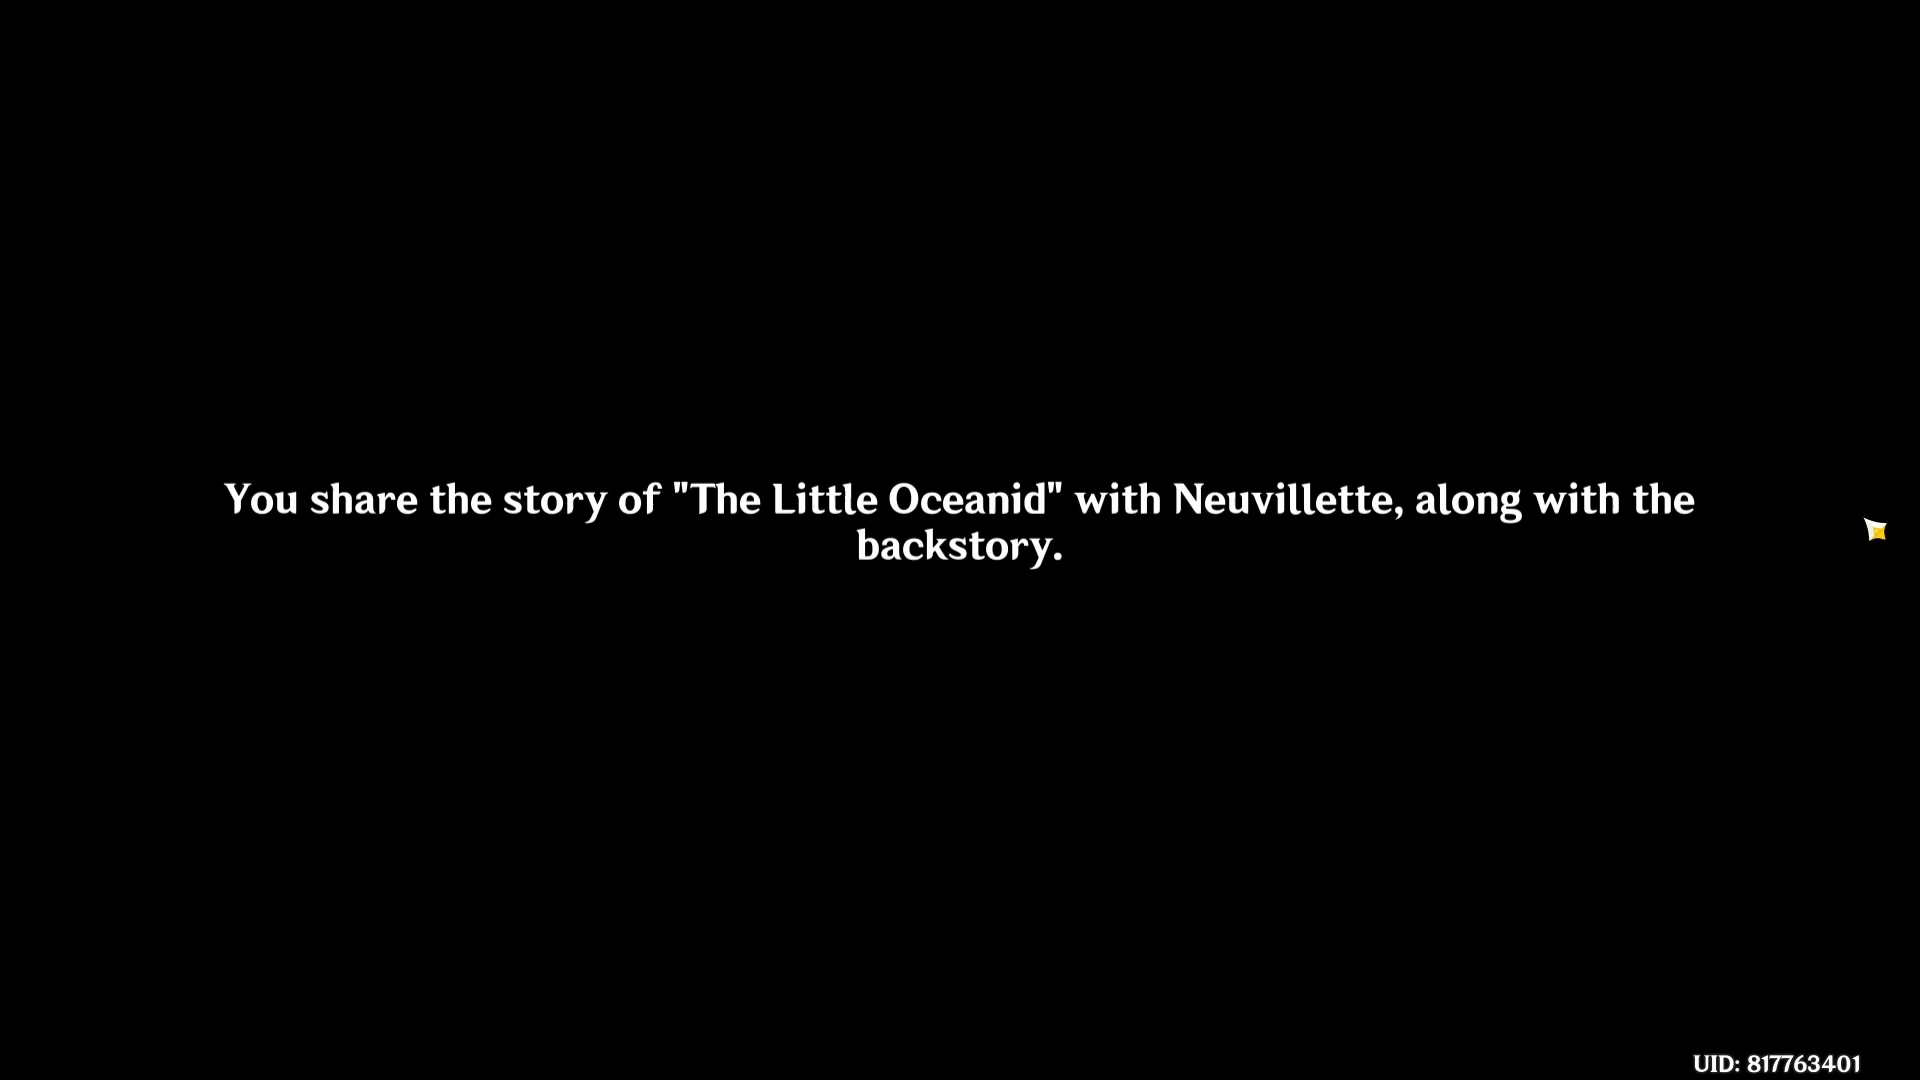 You share the story of "The Little Oceanid" with Neuvillette, along with the
backstory.
UID: 817763401